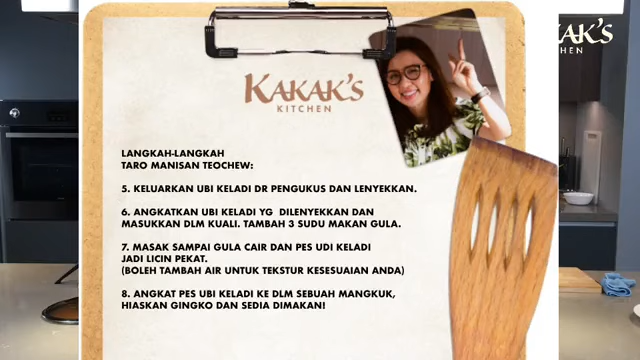 KAKAK'S
KITCHEN
LANGKAH-LANGKAH
TARO MANISAN TEOCHEW:
5. KELUARKAN UBI KELADI DR PENGUKUS DAN LENYEKKAN.
6. ANGKATKAN UBI KELADI YG DILENYEKKAN DAN
MASUKKAN DLM KUALI. TAMBAH 3 SUDU MAKAN GULA.
7. MASAK SAMPAI GULA CAIR DAN PES UDI KELADI
JADI LICIN PEKAT.
(BOLEH TAMBAH AIR UNTUK TEKSTUR KESESUAIAN ANDA)
8. ANGKAT PES UBI KELADI KE DLM SEBUAH MANGKUK,
HIASKAN GINGKO DAN SEDIA DIMAKAN!